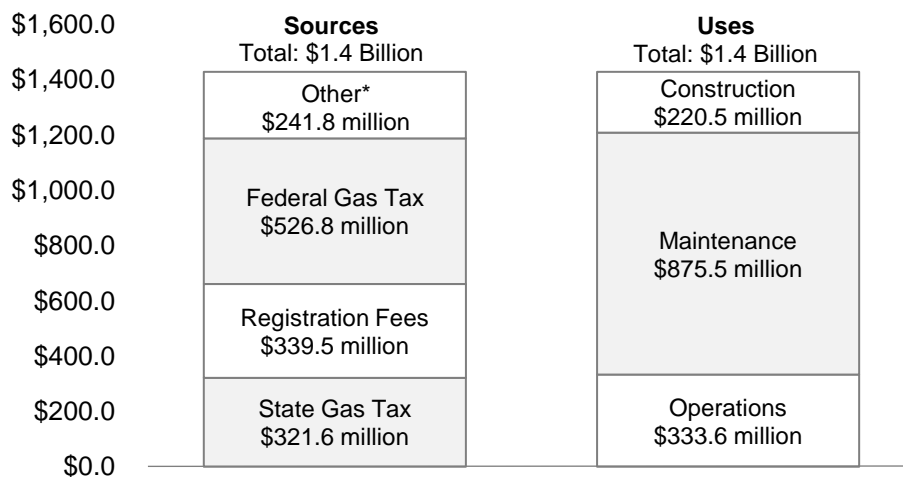 $1,600.0
$1,400.0
$1,200.0
$1,000.0
$800.0
$600.0
$400.0
$200.0
$0.0
Sources
Total: $1.4 Billion
Other*
$241.8 million
Federal Gas Tax
$526.8 million
Registration Fees
$339.5 million
State Gas Tax
$321.6 million
Uses
Total: $1.4 Billion
Construction
$220.5 million
Maintenance
$875.5 million
Operations
$333.6 million